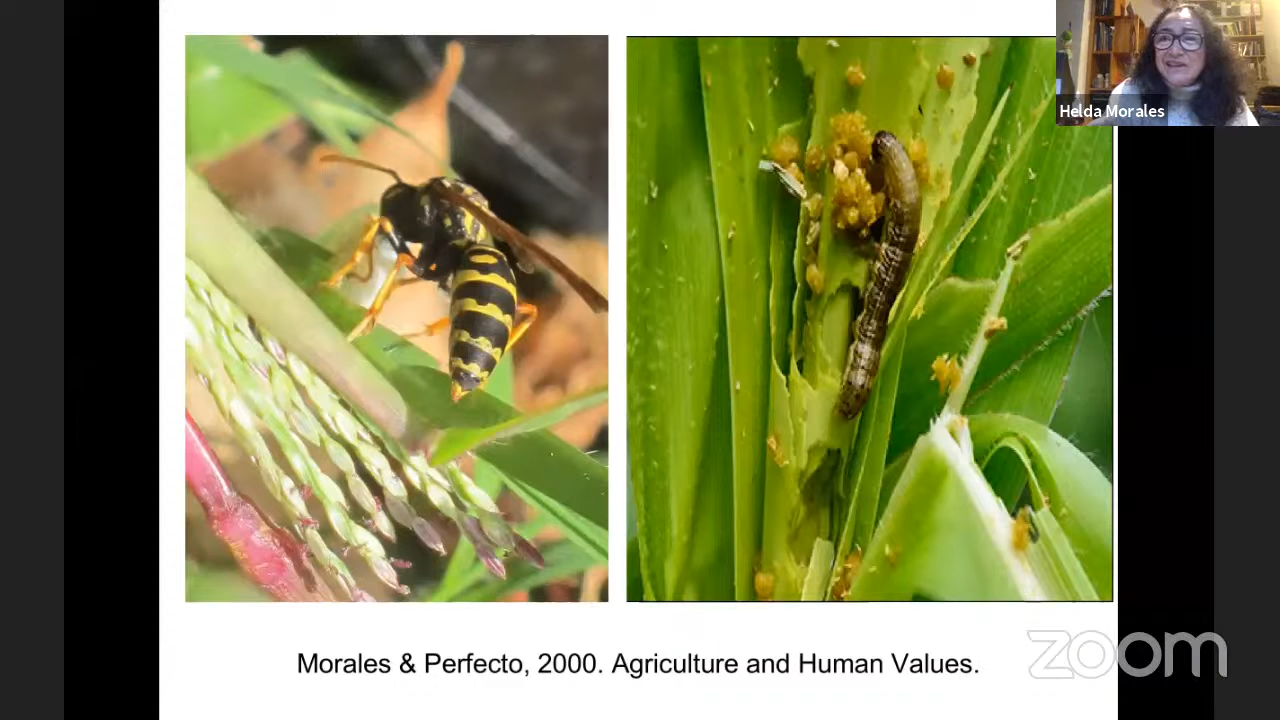 Helda Morales
Morales & Perfecto, 2000. Agriculture and Human Values.
zoom